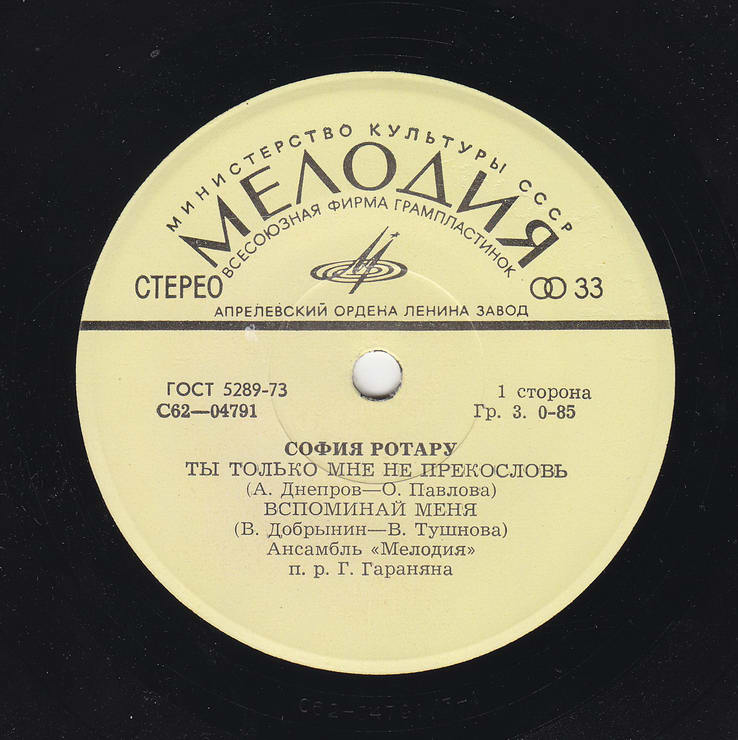 МИНИСТЕРСТВО КУЛЬТУРЫ СССР
МЕЛОДИЯ
ВСЕСОЮЗНАЯ ФИРМА ГРАМПЛАСТИНОК
СТЕРЕО
33
АПРЕЛЕВСКИЙ ОРДЕНА ЛЕНИНА ЗАВОД
ГОСТ 5289-73
1 сторона
С62—04791
Гр. 3. 0-85
СОФИЯ РОТАРУ
ТЫ ТОЛЬКО МНЕ НЕ ПРЕКОСЛОВЬ
(А. Днепров—О. Павлова)
ВСПОМИНАЙ МЕНЯ
(В. Добрынин—В. Тушнова)
Ансамбль «Мелодия»
п. р. Г. Гараняна